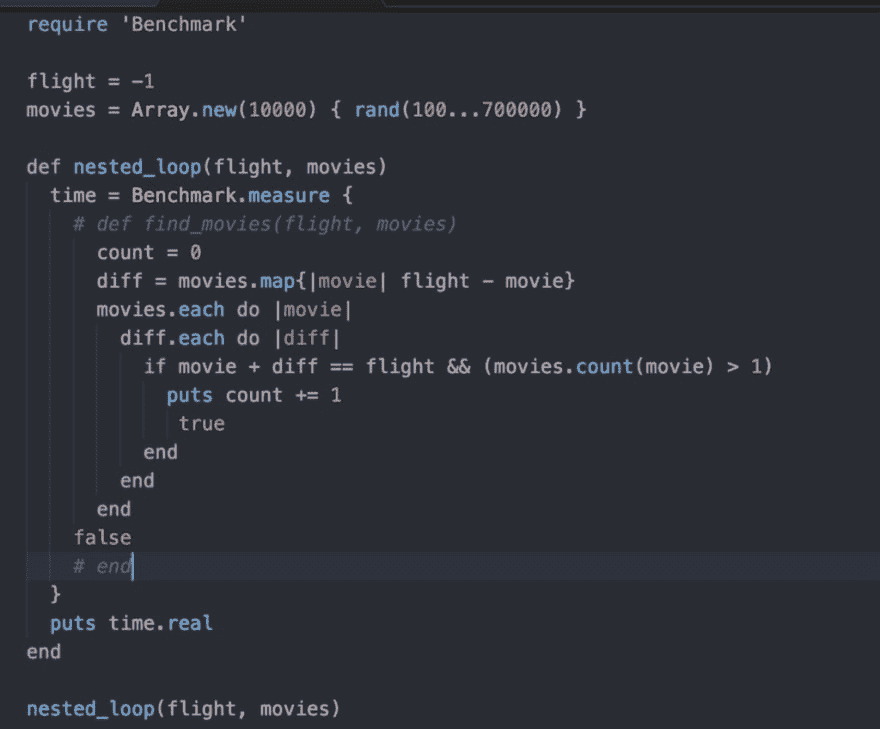 require 'Benchmark'
flight = -1
movies = Array.new(10000) { rand(100...700000) }
def nested_loop(flight, movies)
time = Benchmark.measure {
# def find_movies(flight, movies)
count = 0
diff = movies.map{|movie| flight - movie}
movies.each do |movie|
diff.each do |diff|
if movie + diff == flight && (movies.count(movie) > 1)
puts count += 1
true
end
end
end
false
# end
}
puts time.real
end
nested_loop(flight, movies)